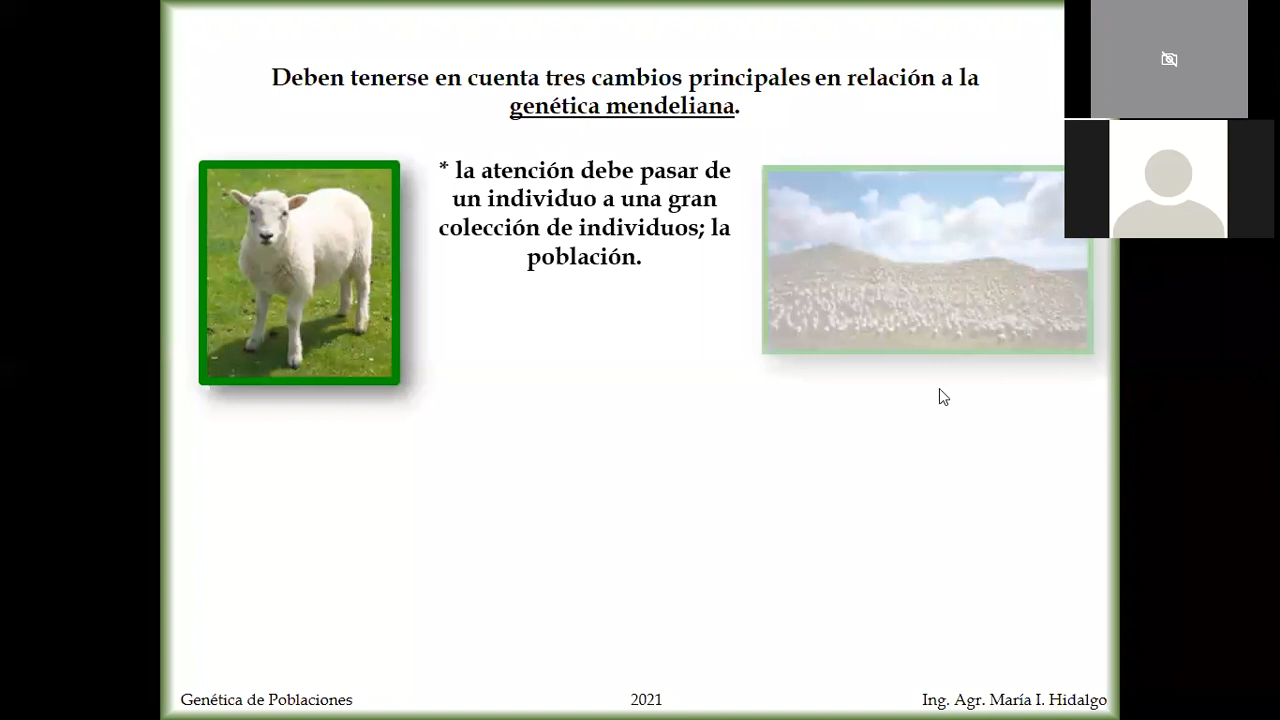 Deben tenerse en cuenta tres cambios principales en relación a la
genética mendeliana.
* la atención debe pasar de
un individuo a una gran
colección de individuos; la
población.
Genética de Poblaciones
2021
Ing. Agr. María I. Hidalgo